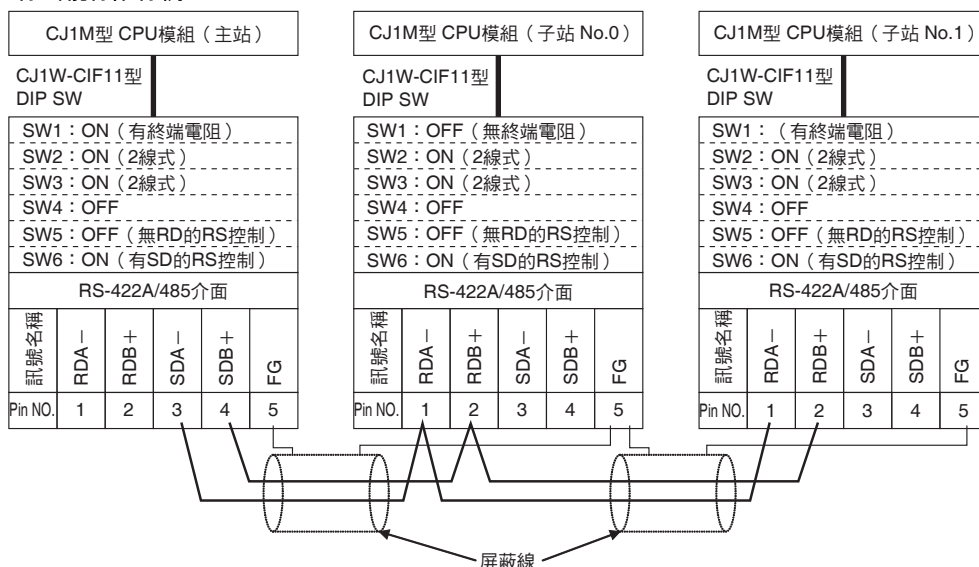 CJ1M型 CPU模組（主站）
CJ1W-CIF11型
DIP SW
SW1：ON（有終端電阻）
SW2：ON（2線式）
SW3：ON（2線式）
SW4：OFF
SW5：OFF（無RD的RS控制）
SW6：ON（有SD的RS控制）
RS-422A/485介面
訊號名稱 RDA－ RDB＋ SDA－ SDB＋ FG
Pin NO. 1 2 3 4 5
CJ1M型 CPU模組（子站 No.0）
CJ1W-CIF11型
DIP SW
SW1：OFF（無終端電阻）
SW2：ON（2線式）
SW3：ON（2線式）
SW4：OFF
SW5：OFF（無RD的RS控制）
SW6：ON（有SD的RS控制）
RS-422A/485介面
訊號名稱 RDA－ RDB＋ SDA－ SDB＋ FG
Pin NO. 1 2 3 4 5
CJ1M型 CPU模組（子站 No.1）
CJ1W-CIF11型
DIP SW
SW1：（有終端電阻）
SW2：ON（2線式）
SW3：ON（2線式）
SW4：OFF
SW5：OFF（無RD的RS控制）
SW6：ON（有SD的RS控制）
RS-422A/485介面
訊號名稱 RDA－ RDB＋ SDA－ SDB＋ FG
Pin NO. 1 2 3 4 5
屏蔽線